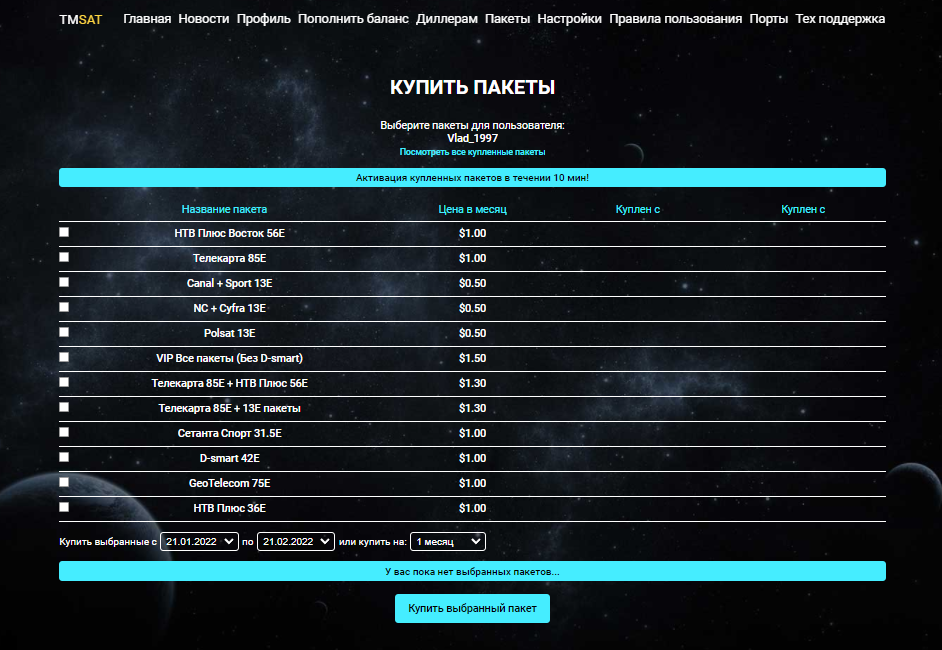 TMSAT Главная Новости Профиль Пополнить баланс Диллерам Пакеты Настройки Правила пользования Порты Тех поддержка
КУПИТЬ ПАКЕТЫ
Выберите пакеты для пользователя:
Vlad_1997
Посмотреть все купленные пакеты
Активация купленных пакетов в течении 10 мин!
Название пакета Цена в месяц Куплен с Куплен с
НТВ Плюс Восток 56E $1.00
Телекарта 85E $1.00
Canal + Sport 13E $0.50
NC + Cyfra 13E $0.50
Polsat 13E $0.50
VIP Все пакеты (Без D-smart) $1.50
Телекарта 85E + НТВ Плюс 56E $1.30
Телекарта 85E + 13E пакеты $1.30
Сетанта Спорт 31.5E $1.00
D-smart 42E $1.00
GeoTelecom 75E $1.00
НТВ Плюс 36E $1.00
Купить выбранные с 21.01.2022 по 21.02.2022 или купить на: 1 месяц
У вас пока нет выбранных пакетов...
Купить выбранный пакет